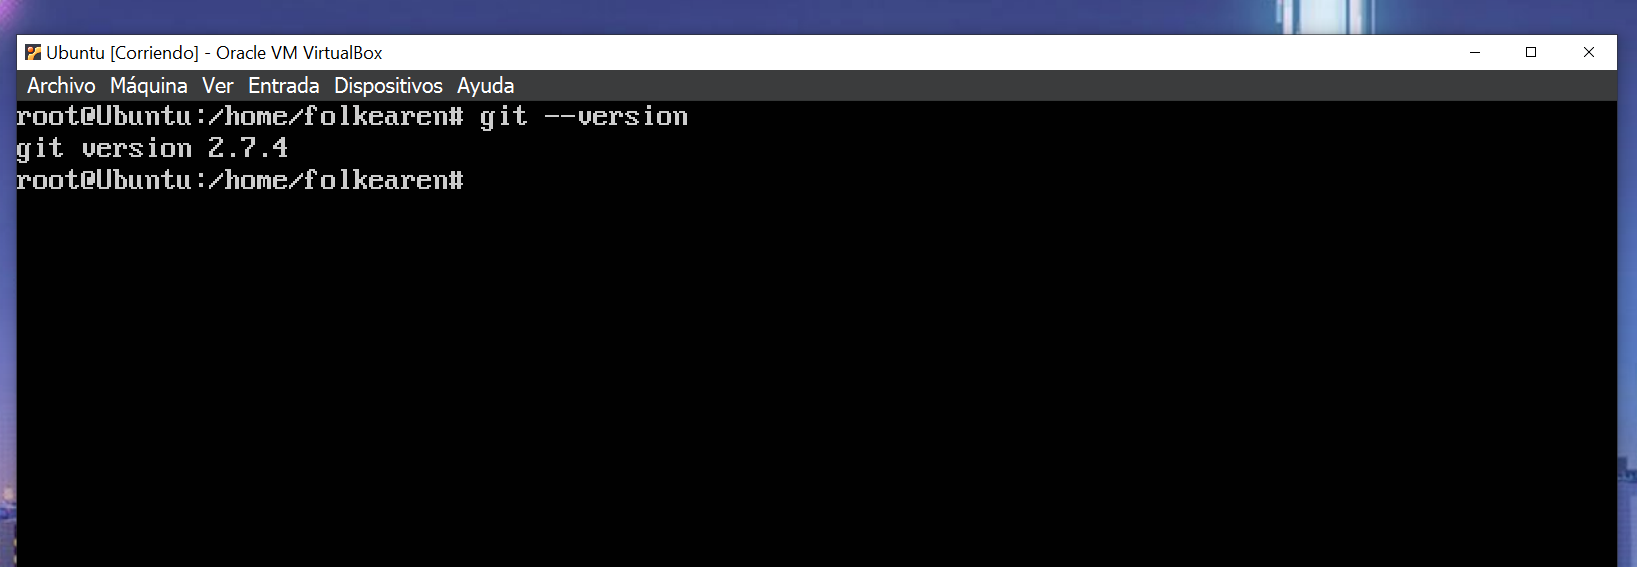 Ubuntu [Corriendo] - Oracle VM VirtualBox
Archivo Máquina Ver Entrada Dispositivos Ayuda
root@Ubuntu:/home/folkearen# git --version
git version 2.7.4
root@Ubuntu:/home/folkearen#